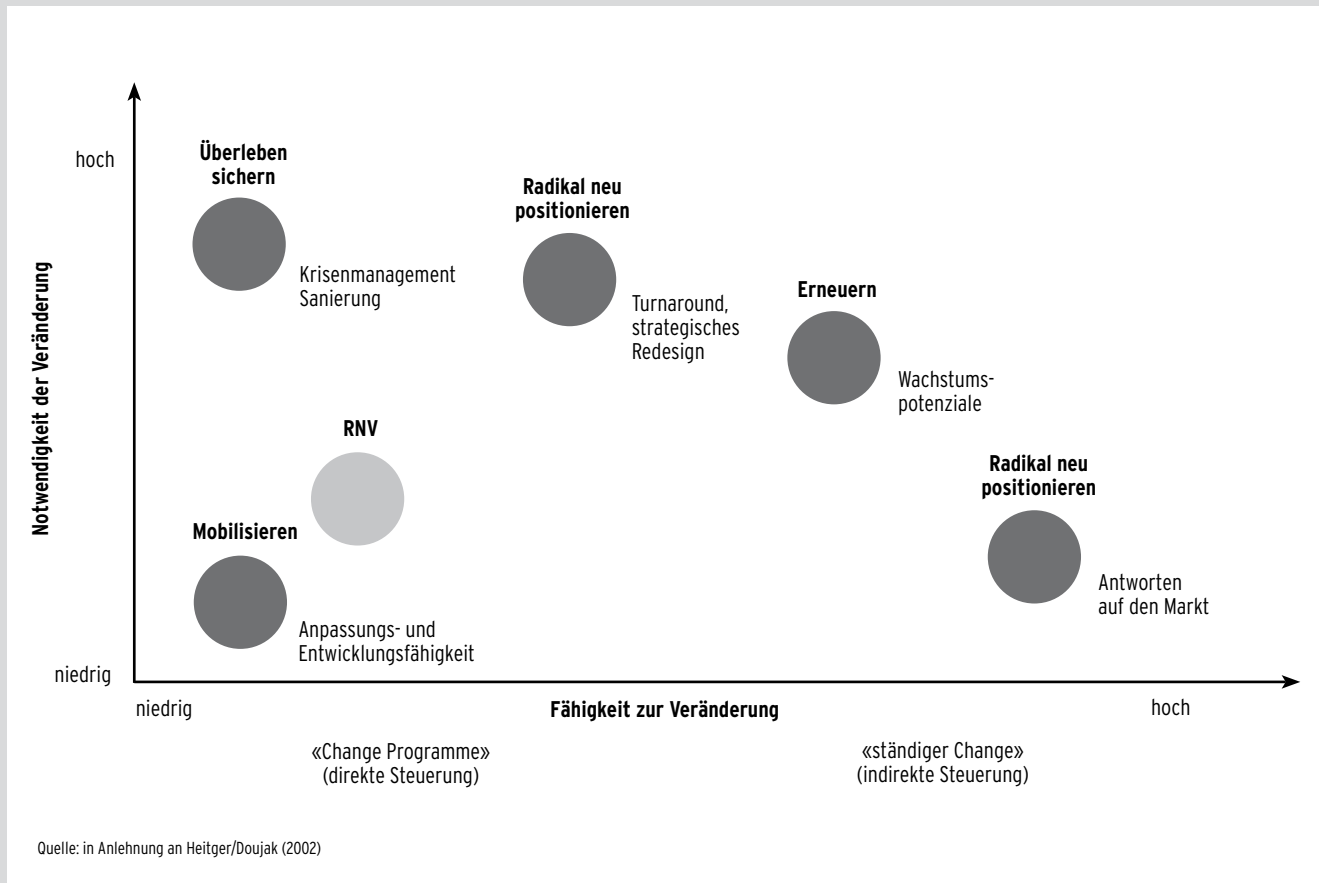 Notwendigkeit der Veränderung
hoch
Überleben
sichern
Krisenmanagement
Sanierung
Radikal neu
positionieren
Turnaround,
strategisches
Redesign
Erneuern
Wachstums-
potenziale
RNV
Mobilisieren
Anpassungs- und
Entwicklungsfähigkeit
Radikal neu
positionieren
Antworten
auf den Markt
niedrig
niedrig
Fähigkeit zur Veränderung
hoch
«Change Programme»
(direkte Steuerung)
«ständiger Change»
(indirekte Steuerung)
Quelle: in Anlehnung an Heitger/Doujak (2002)